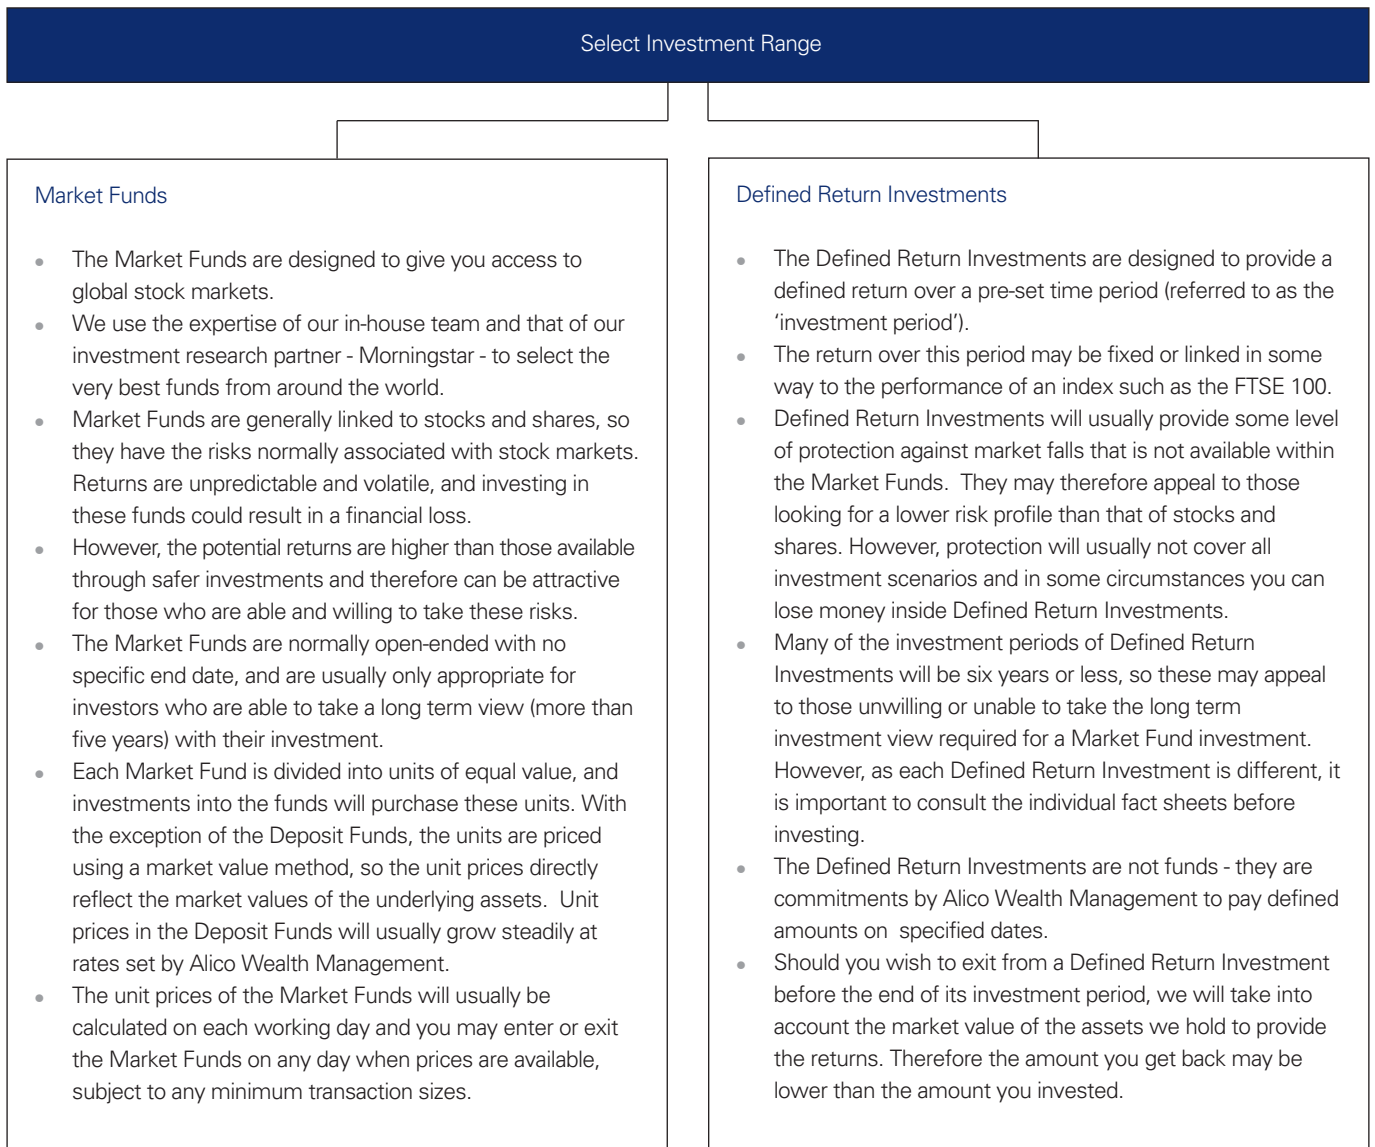 Select Investment Range
Market Funds
● The Market Funds are designed to give you access to
global stock markets.
● We use the expertise of our in-house team and that of our
investment research partner - Morningstar - to select the
very best funds from around the world.
● Market Funds are generally linked to stocks and shares, so
they have the risks normally associated with stock markets.
Returns are unpredictable and volatile, and investing in
these funds could result in a financial loss.
● However, the potential returns are higher than those available
through safer investments and therefore can be attractive
for those who are able and willing to take these risks.
● The Market Funds are normally open-ended with no
specific end date, and are usually only appropriate for
investors who are able to take a long term view (more than
five years) with their investment.
● Each Market Fund is divided into units of equal value, and
investments into the funds will purchase these units. With
the exception of the Deposit Funds, the units are priced
using a market value method, so the unit prices directly
reflect the market values of the underlying assets.  Unit
prices in the Deposit Funds will usually grow steadily at
rates set by Alico Wealth Management.
● The unit prices of the Market Funds will usually be
calculated on each working day and you may enter or exit
the Market Funds on any day when prices are available,
subject to any minimum transaction sizes.
Defined Return Investments
● The Defined Return Investments are designed to provide a
defined return over a pre-set time period (referred to as the
‘investment period’).
● The return over this period may be fixed or linked in some
way to the performance of an index such as the FTSE 100.
● Defined Return Investments will usually provide some level
of protection against market falls that is not available within
the Market Funds.  They may therefore appeal to those
looking for a lower risk profile than that of stocks and
shares. However, protection will usually not cover all
investment scenarios and in some circumstances you can
lose money inside Defined Return Investments.
● Many of the investment periods of Defined Return
Investments will be six years or less, so these may appeal
to those unwilling or unable to take the long term
investment view required for a Market Fund investment.
However, as each Defined Return Investment is different, it
is important to consult the individual fact sheets before
investing.
● The Defined Return Investments are not funds - they are
commitments by Alico Wealth Management to pay defined
amounts on  specified dates.
● Should you wish to exit from a Defined Return Investment
before the end of its investment period, we will take into
account the market value of the assets we hold to provide
the returns. Therefore the amount you get back may be
lower than the amount you invested.